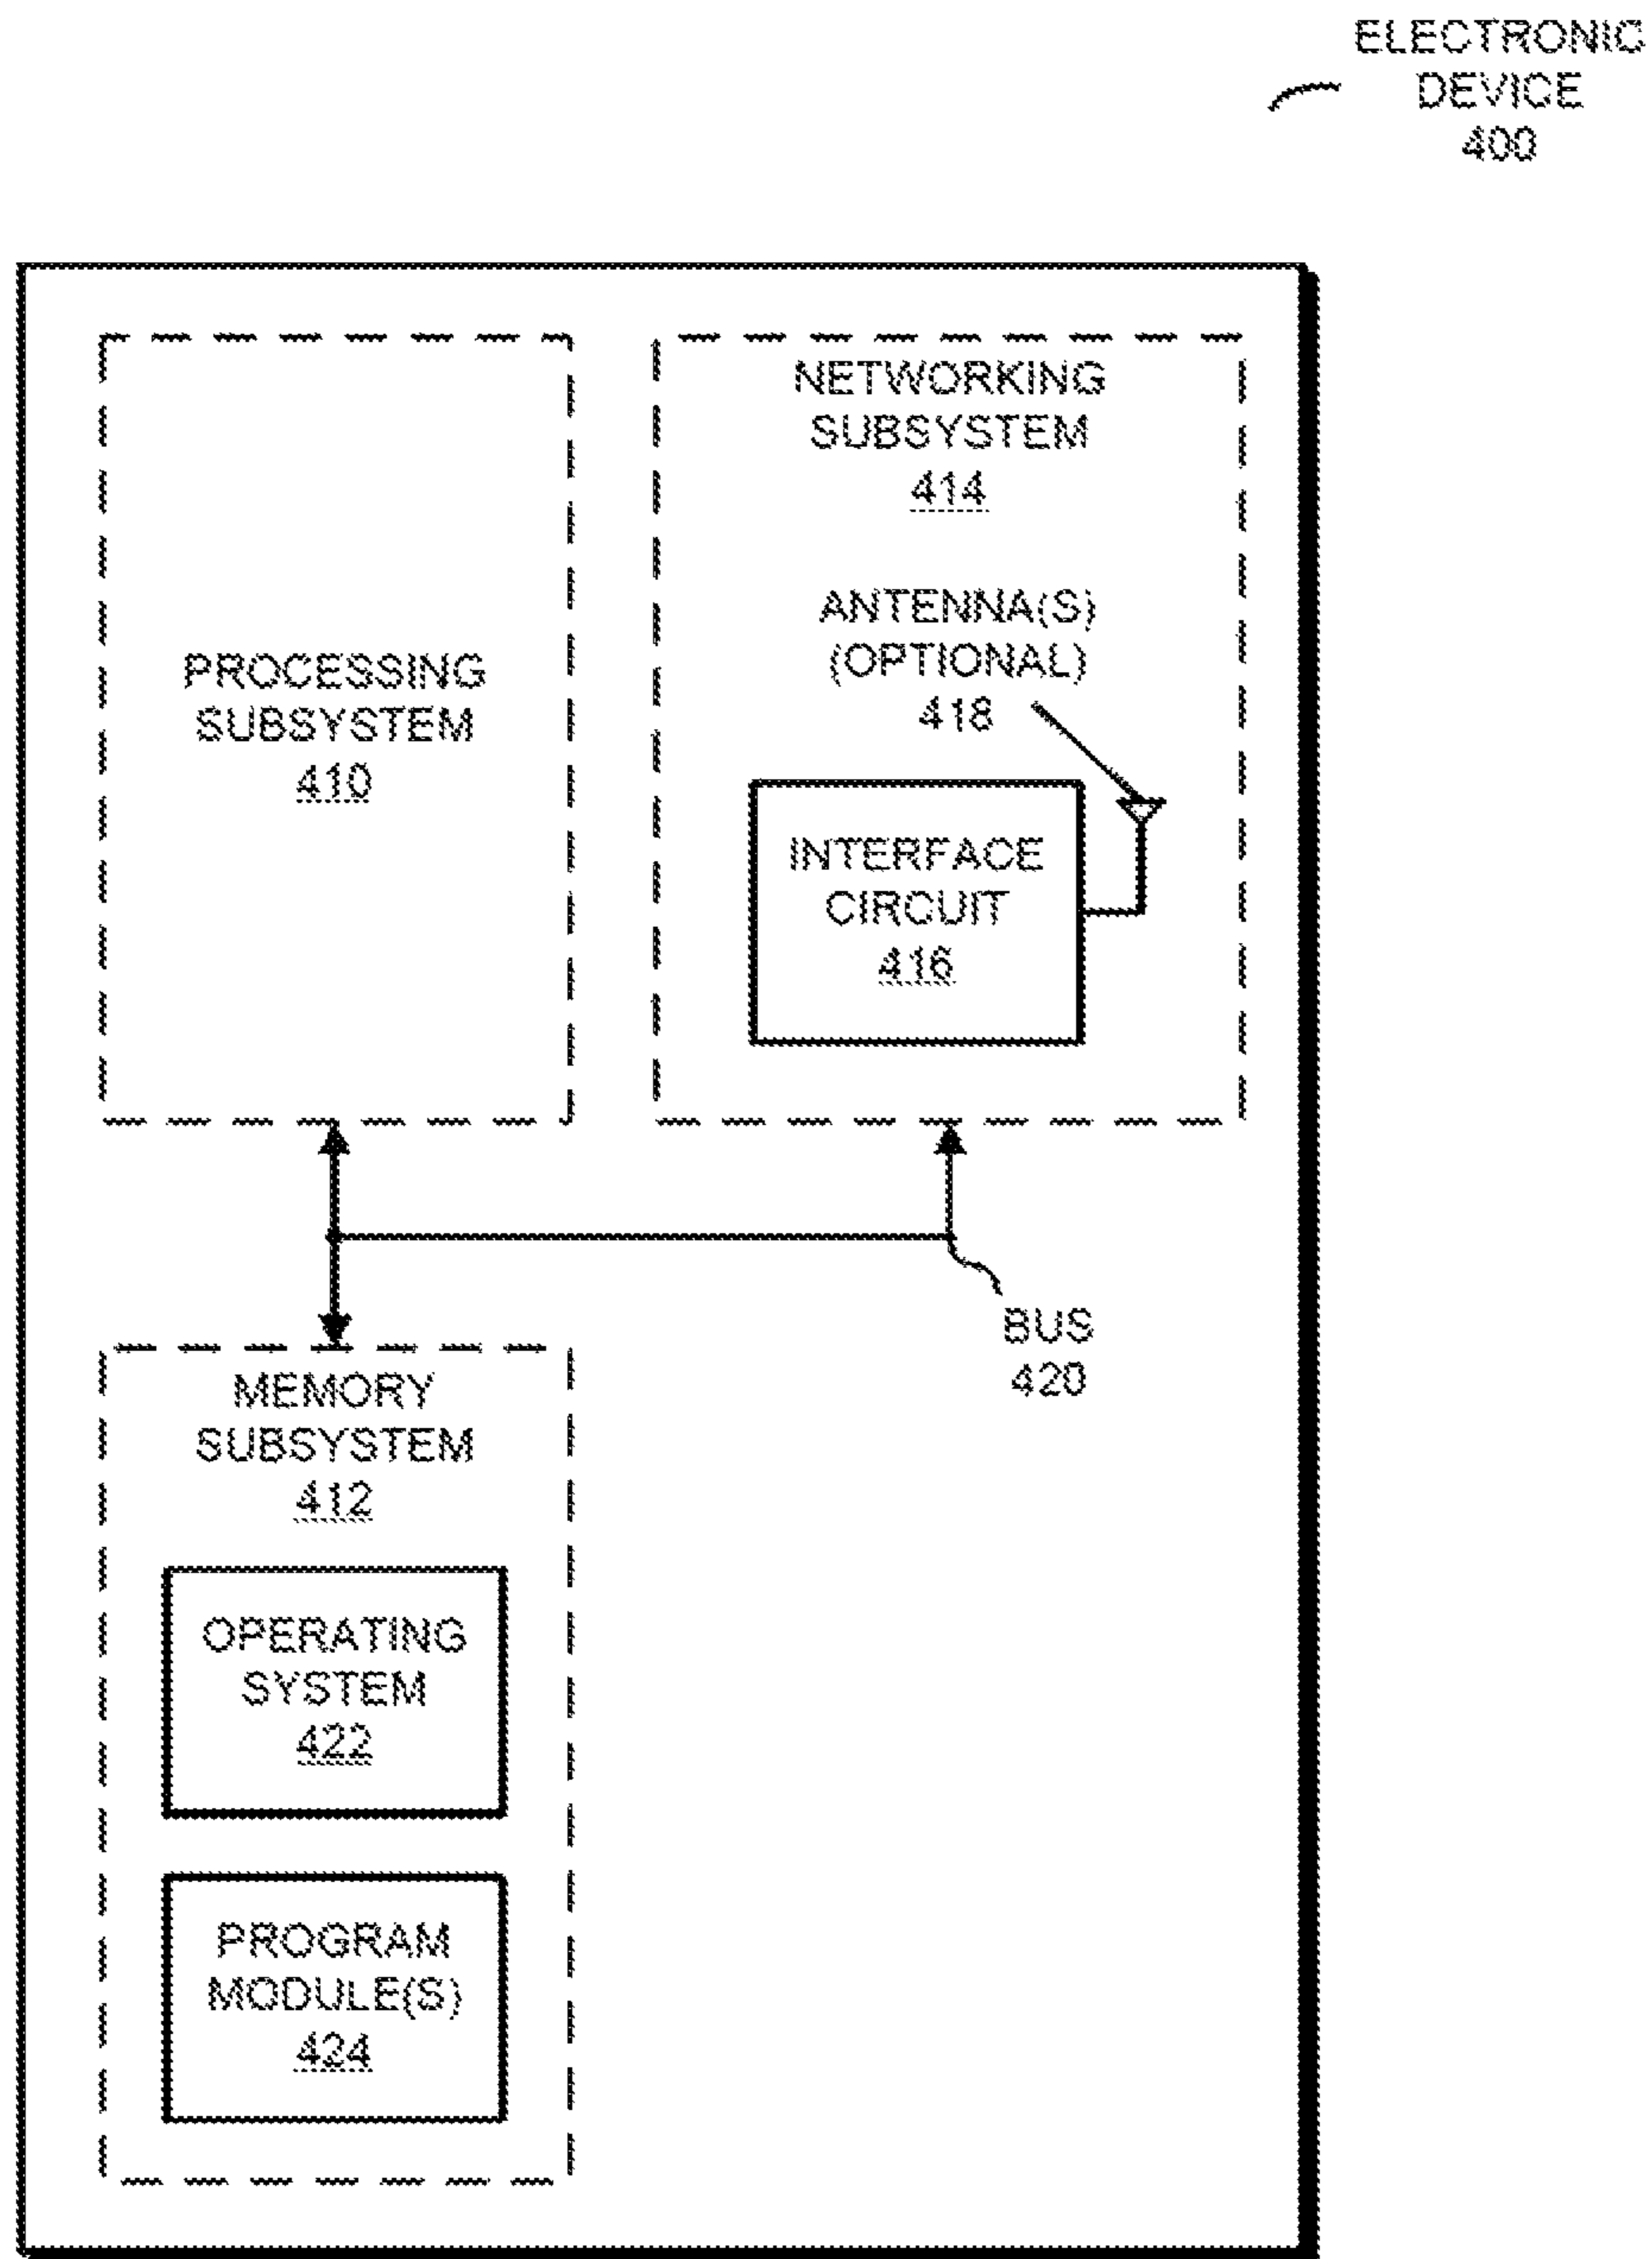 ELECTRONIC
DEVICE
400
NETWORKING
SUBSYSTEM
414
ANTENNA(S)
(OPTIONAL)
418
PROCESSING
SUBSYSTEM
410
INTERFACE
CIRCUIT
416
BUS
420
MEMORY
SUBSYSTEM
412
OPERATING
SYSTEM
422
PROGRAM
MODULE(S)
424